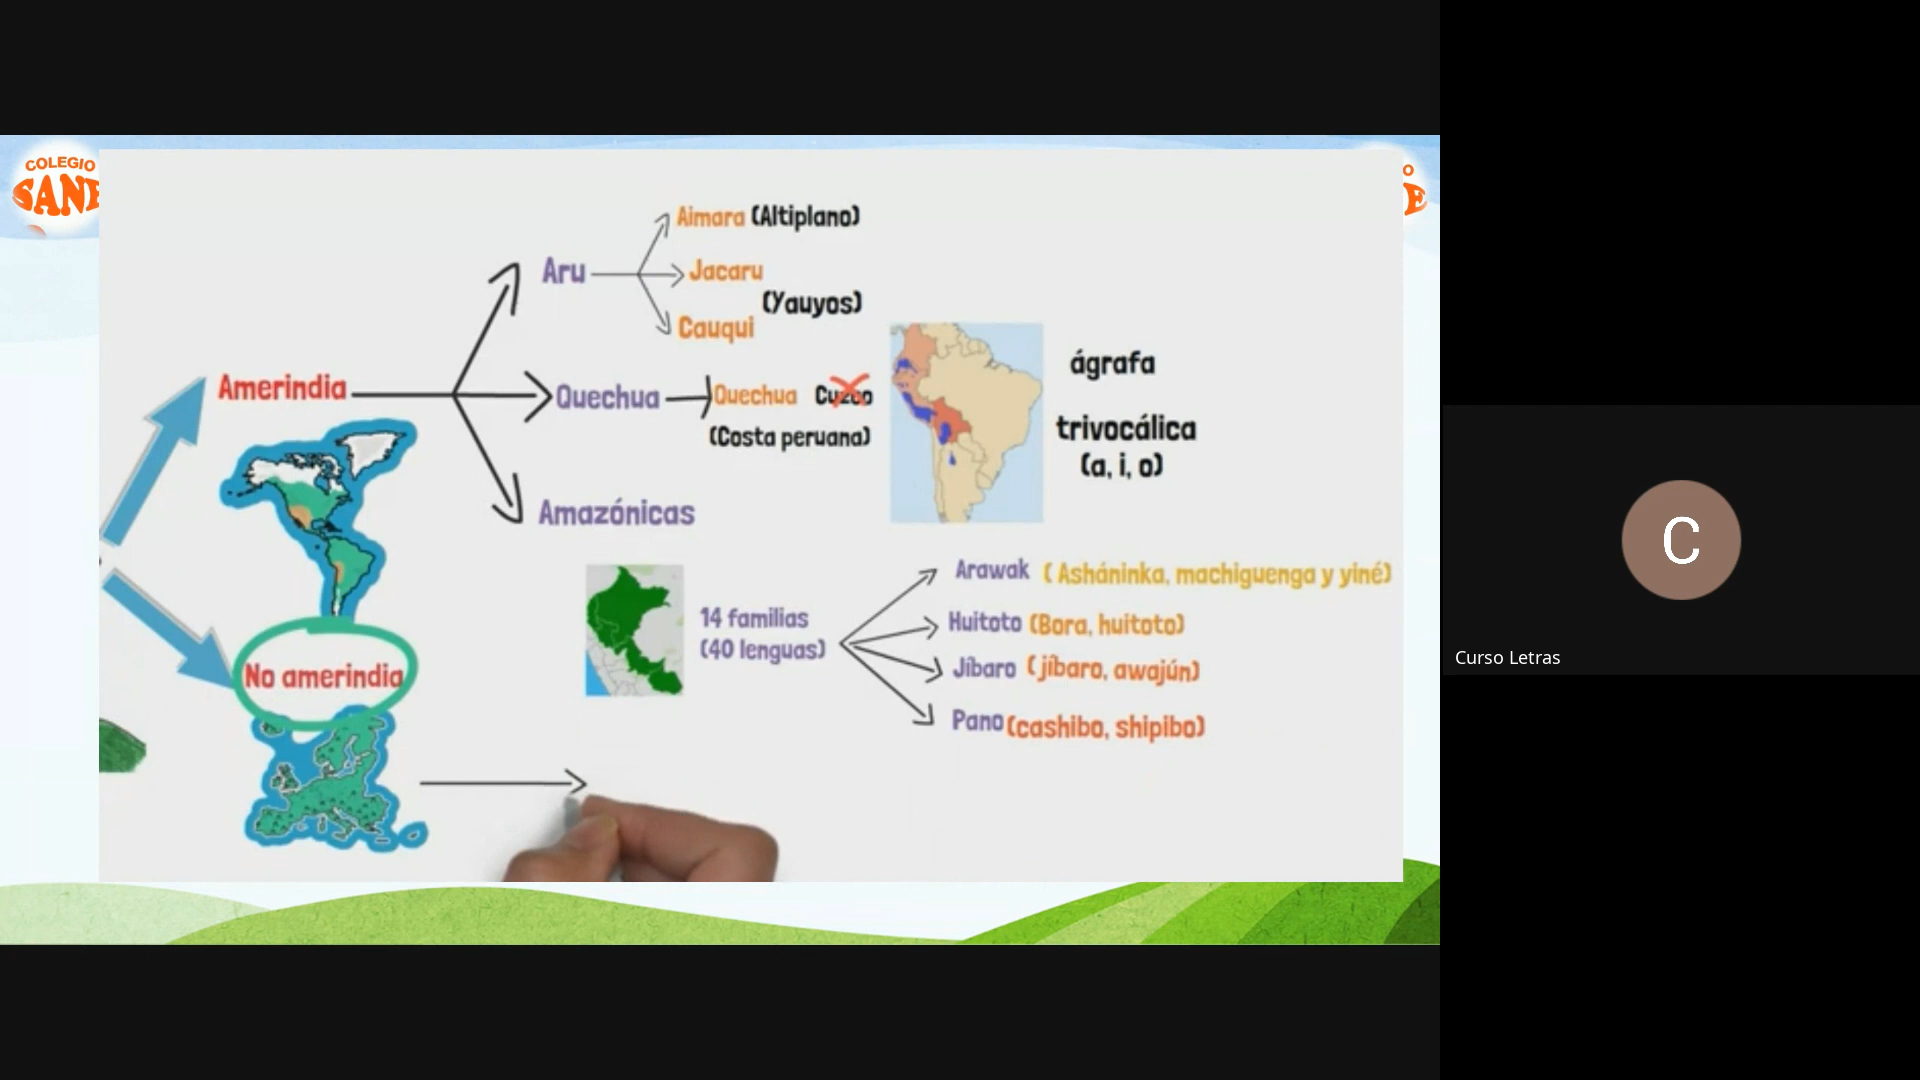 COLEGIO
Aimara (Altiplano)
Aru
Jacaru
(Yauyos)
Cauqui
Amerindia
Quechua
Quechua Cuzco
(Costa peruana)
ágrafa
trivocálica
(a, i, o)
Amazónicas
14 familias
(40 lenguas)
Arawak ( Asháninka, machiguenga y yiné)
Huitoto (Bora, huitoto)
Jíbaro ( jíbaro, awajún)
Pano (cashibo, shipibo)
No amerindia
C
Curso Letras